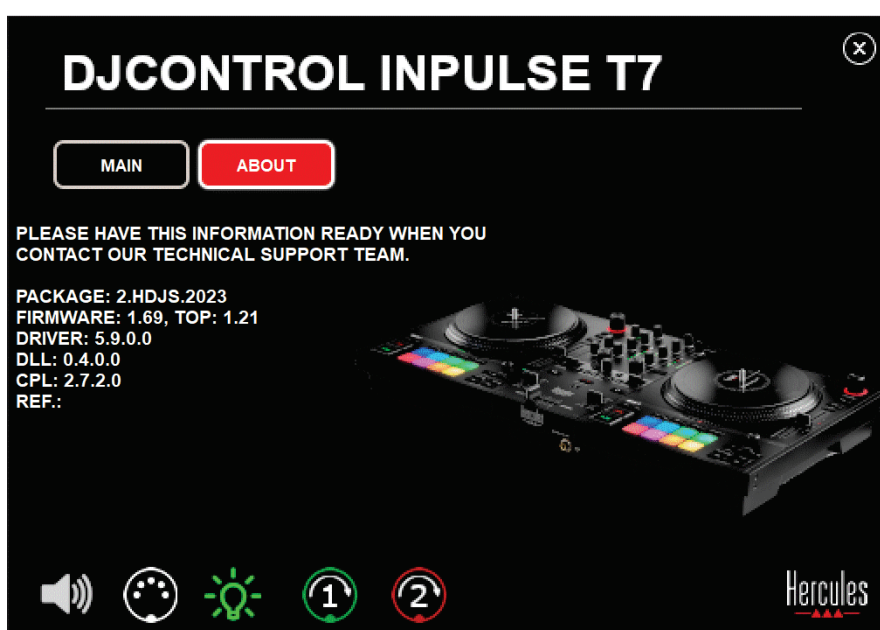 DJCONTROL INPULSE T7
MAIN
ABOUT
PLEASE HAVE THIS INFORMATION READY WHEN YOU
CONTACT OUR TECHNICAL SUPPORT TEAM.
PACKAGE: 2.HDJS.2023
FIRMWARE: 1.69, TOP: 1.21
DRIVER: 5.9.0.0
DLL: 0.4.0.0
CPL: 2.7.2.0
REF.:
1
2
Hercules